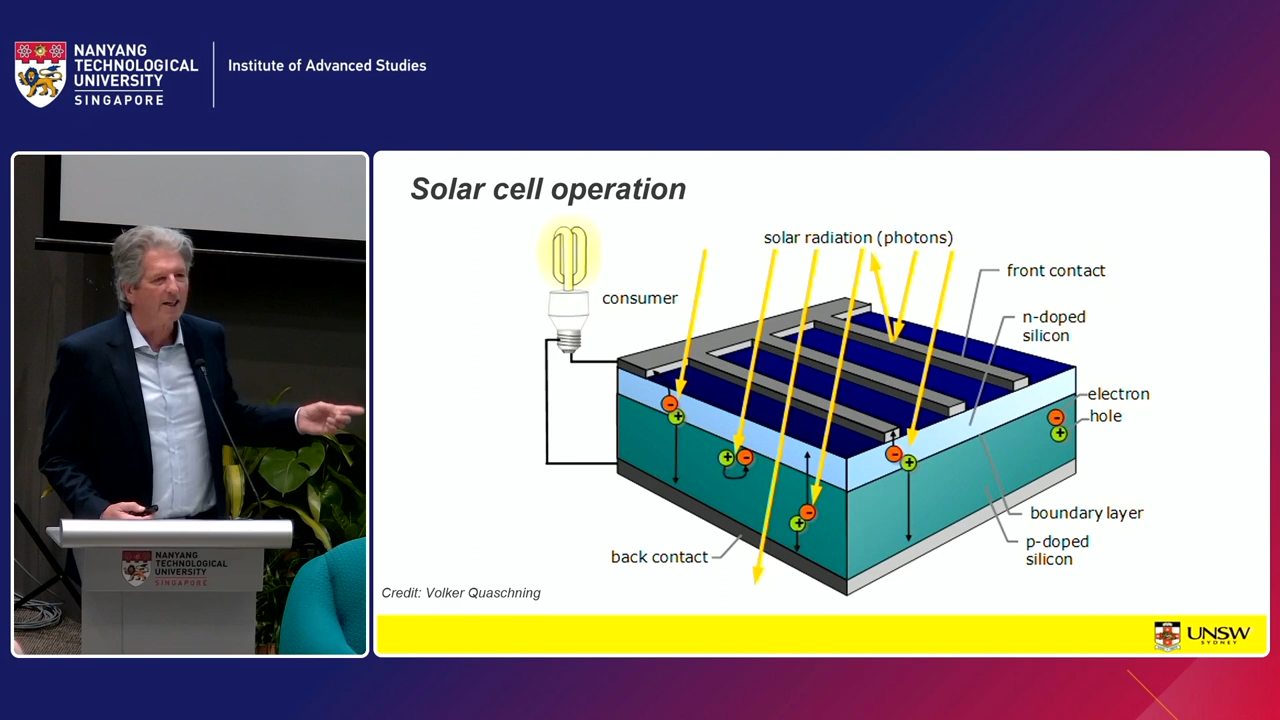 NANYANG
TECHNOLOGICAL
UNIVERSITY
SINGAPORE
Institute of Advanced Studies
Solar cell operation
solar radiation (photons)
front contact
consumer
n-doped
silicon
electron
hole
+
-
boundary layer
p-doped
silicon
back contact
Credit: Volker Quaschning
UNSW
SYDNEY
NANYANG
TECHNOLOGICAL
UNIVERSITY
SINGAPORE